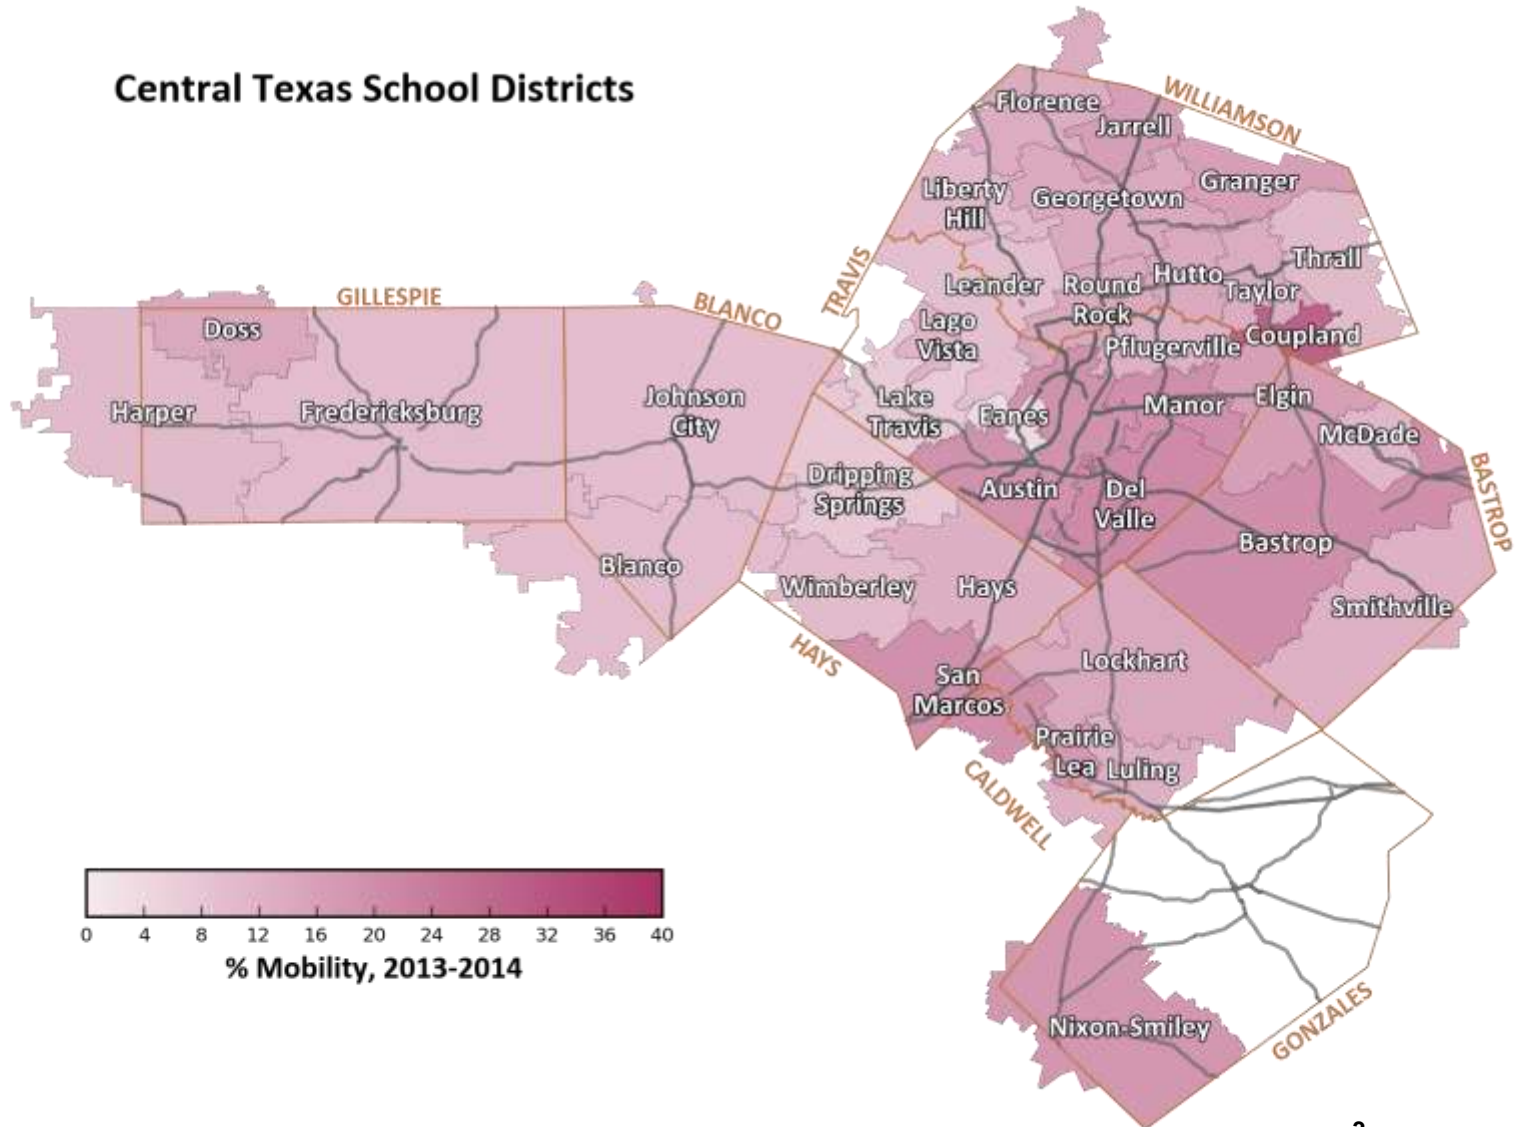 Central Texas School Districts
WILLIAMSON
Florence
Jarrell
Granger
Liberty
Hill
Georgetown
TRAVIS
Thrall
Leander
Round
Rock
Hutto
Taylor
GILLESPIE
BLANCO
Doss
Lago
Vista
Pflugerville
Coupland
Harper
Fredericksburg
Johnson
City
Lake
Travis
Eanes
Manor
Elgin
McDade
BASTROP
Dripping
Springs
Austin
Del
Valle
Bastrop
Blanco
Wimberley
Hays
Smithville
HAYS
San
Marcos
Lockhart
Prairie
Lea
Luling
CALDWELL
0 4 8 12 16 20 24 28 32 36 40
% Mobility, 2013-2014
Nixon-Smiley
GONZALES